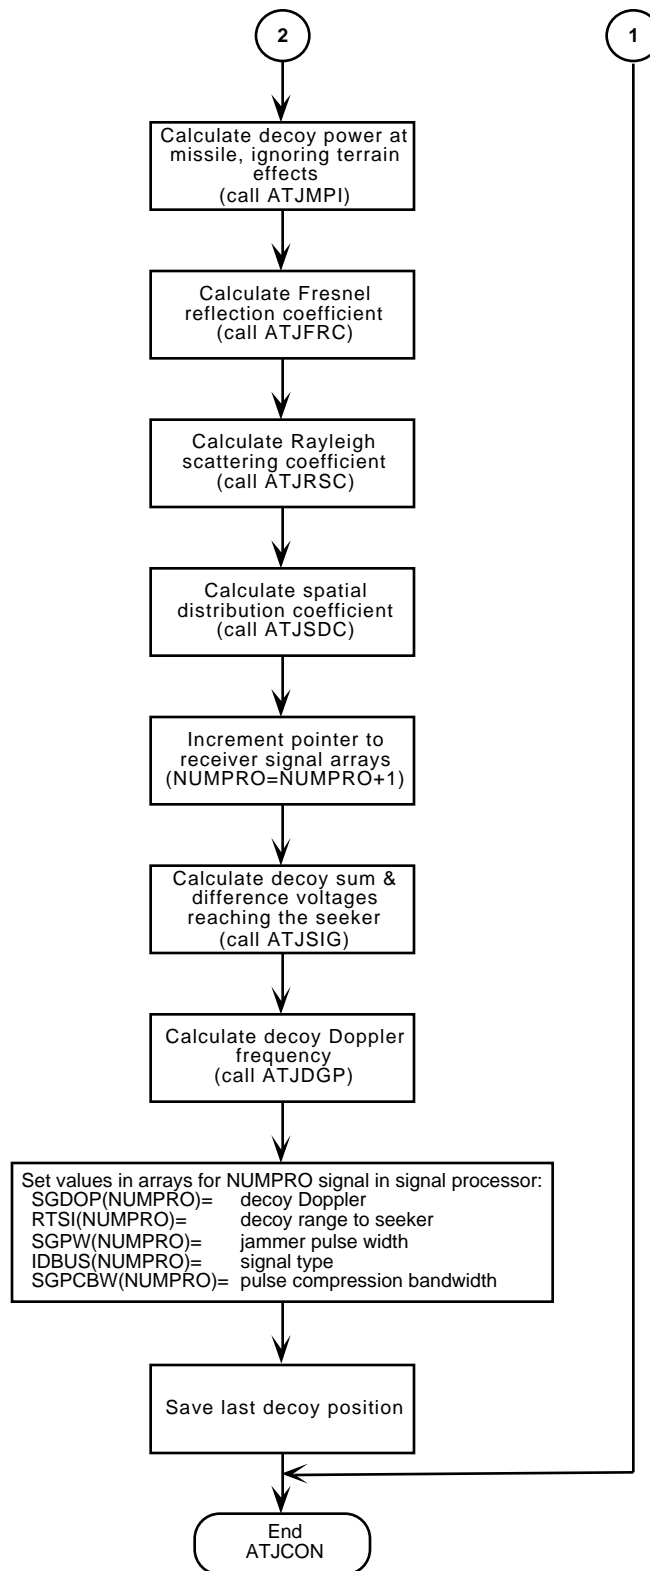 2
1
Calculate decoy power at
missile, ignoring terrain
effects
(call ATJMPI)
Calculate Fresnel
reflection coefficient
(call ATJFRC)
Calculate Rayleigh
scattering coefficient
(call ATJRSC)
Calculate spatial
distribution coefficient
(call ATJSDC)
Increment pointer to
receiver signal arrays
(NUMPRO=NUMPRO+1)
Calculate decoy sum &
difference voltages
reaching the seeker
(call ATJSIG)
Calculate decoy Doppler
frequency
(call ATJDGP)
Set values in arrays for NUMPRO signal in signal processor:
SGDOP(NUMPRO)= decoy Doppler
RTSI(NUMPRO)= decoy range to seeker
SGPW(NUMPRO)= jammer pulse width
IDBUS(NUMPRO)= signal type
SGPCBW(NUMPRO)= pulse compression bandwidth
Save last decoy position
End
ATJCON